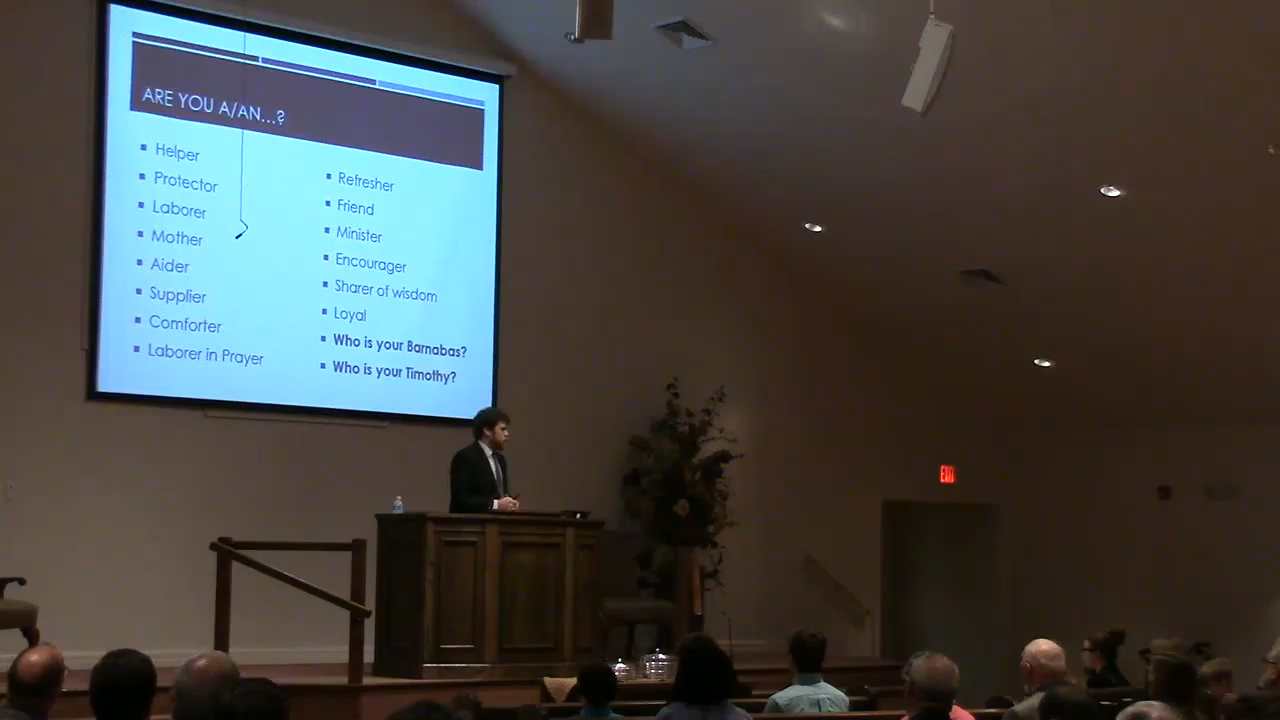 ARE YOU A/AN...?
Helper
Protector
Laborer
Mother
Aider
Supplier
Comforter
Laborer in Prayer
Refresher
Friend
Minister
Encourager
Sharer of wisdom
Loyal
Who is your Barnabas?
Who is your Timothy?
EXIT